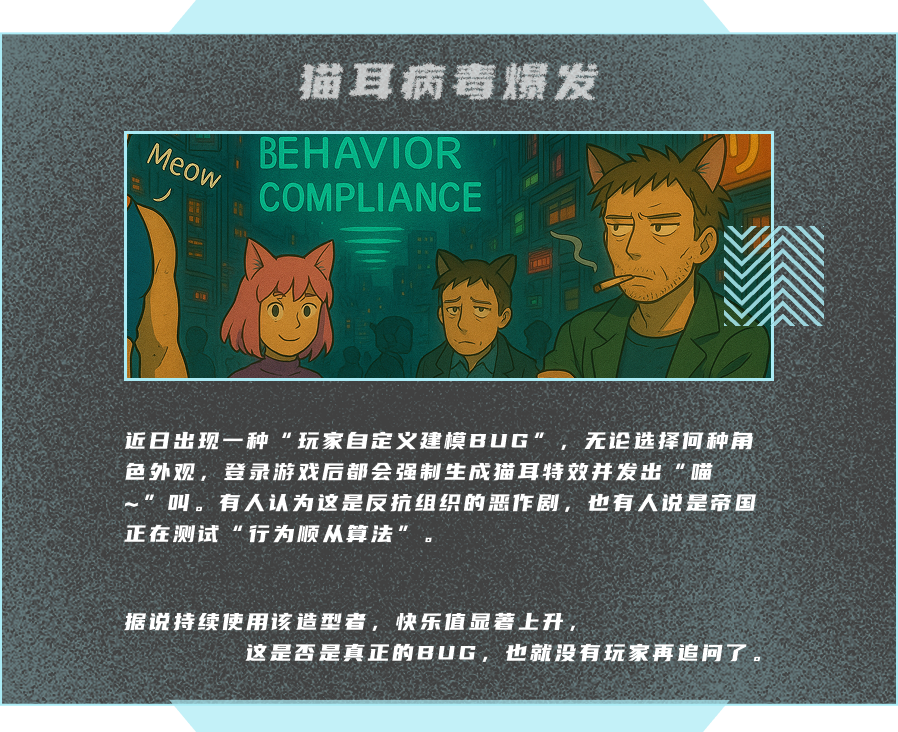 猫耳病毒爆发
Meow
BEHAVIOR
COMPLIANCE
近日出现一种“玩家自定义建模BUG”，无论选择何种角
色外观，登录游戏后都会强制生成猫耳特效并发出“喵
~”叫。有人认为这是反抗组织的恶作剧，也有人说是帝国
正在测试“行为顺从算法”。
据说持续使用该造型者，快乐值显著上升，
这是否是真正的BUG，也就没有玩家再追问了。